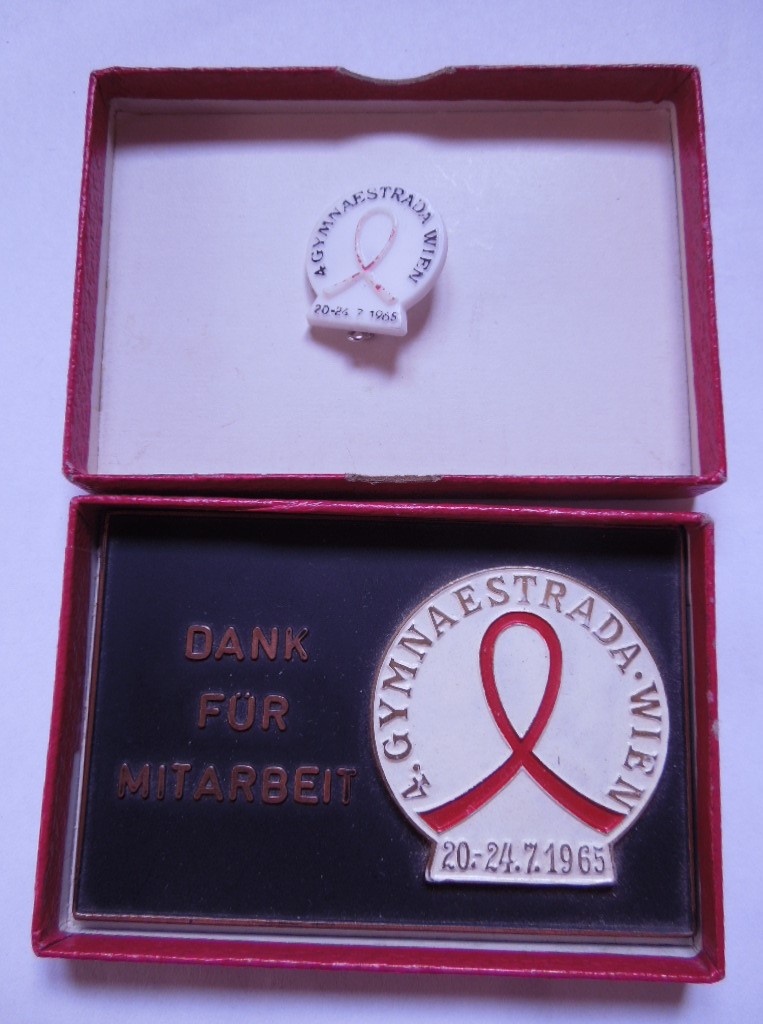 4 GYMNAESTRADA WIEN
20-24.7.1965
DANK
FÜR
MITARBEIT
4. GYMNAESTRADA · WIEN
20.-24.7.1965